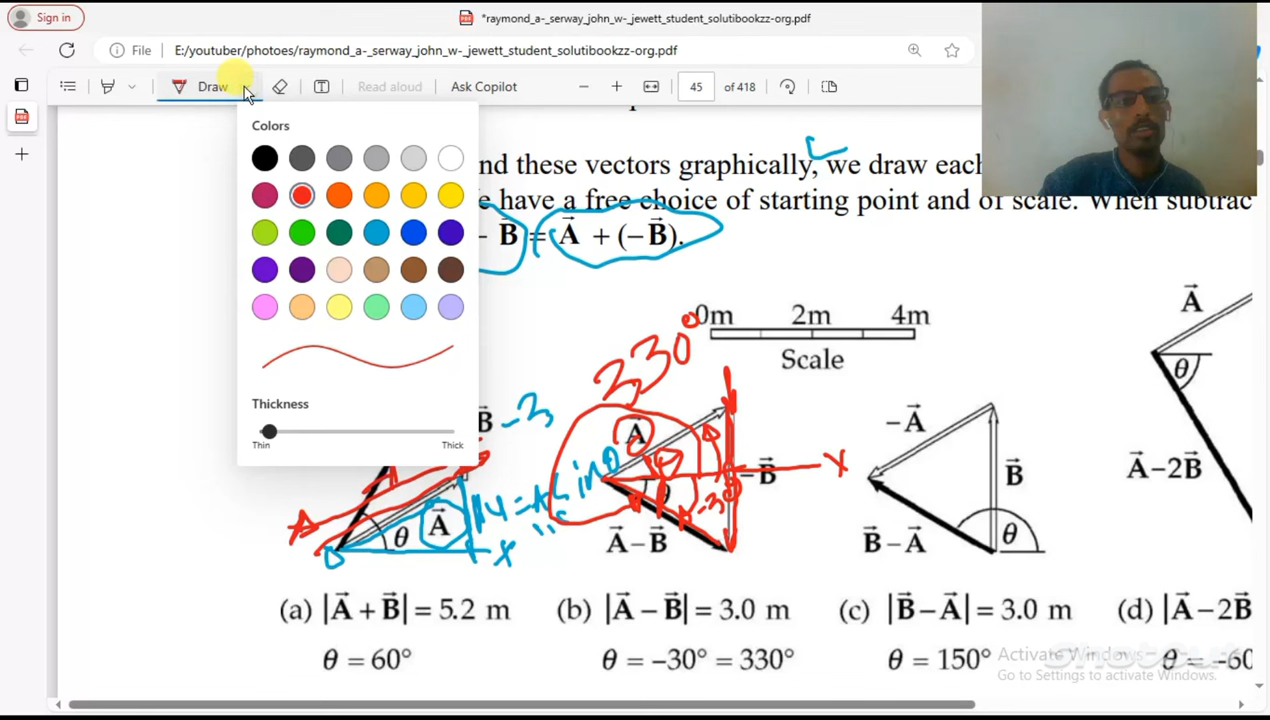 Sign in
*raymond_a-_serway_john_w-_jewett_student_solutibookzz-org.pdf
File E:/youtuber/photoes/raymond_a-_serway_john_w-_jewett_student_solutibookzz-org.pdf
Draw Read aloud Ask Copilot 45 of 418
Colors
Thickness
Thin Thick
nd these vectors graphically, we draw each
e have a free choice of starting point and of scale. When subtrac
- B⃗ = A⃗ + (−B⃗).
0m 2m 4m
Scale
330°
A⃗
θ
B⃗ -3
A⃗
x
-B⃗
-A⃗
B⃗
A⃗−2B⃗
θ
A⃗
θ
-30
A⃗−B⃗
B⃗−A⃗
θ
x
(a) |A⃗ + B⃗| = 5.2 m (b) |A⃗ − B⃗| = 3.0 m (c) |B⃗ − A⃗| = 3.0 m (d) |A⃗ − 2B⃗
θ = 60° θ = −30° = 330° θ = 150° θ = −60
Activate Windows
Go to Settings to activate Windows.